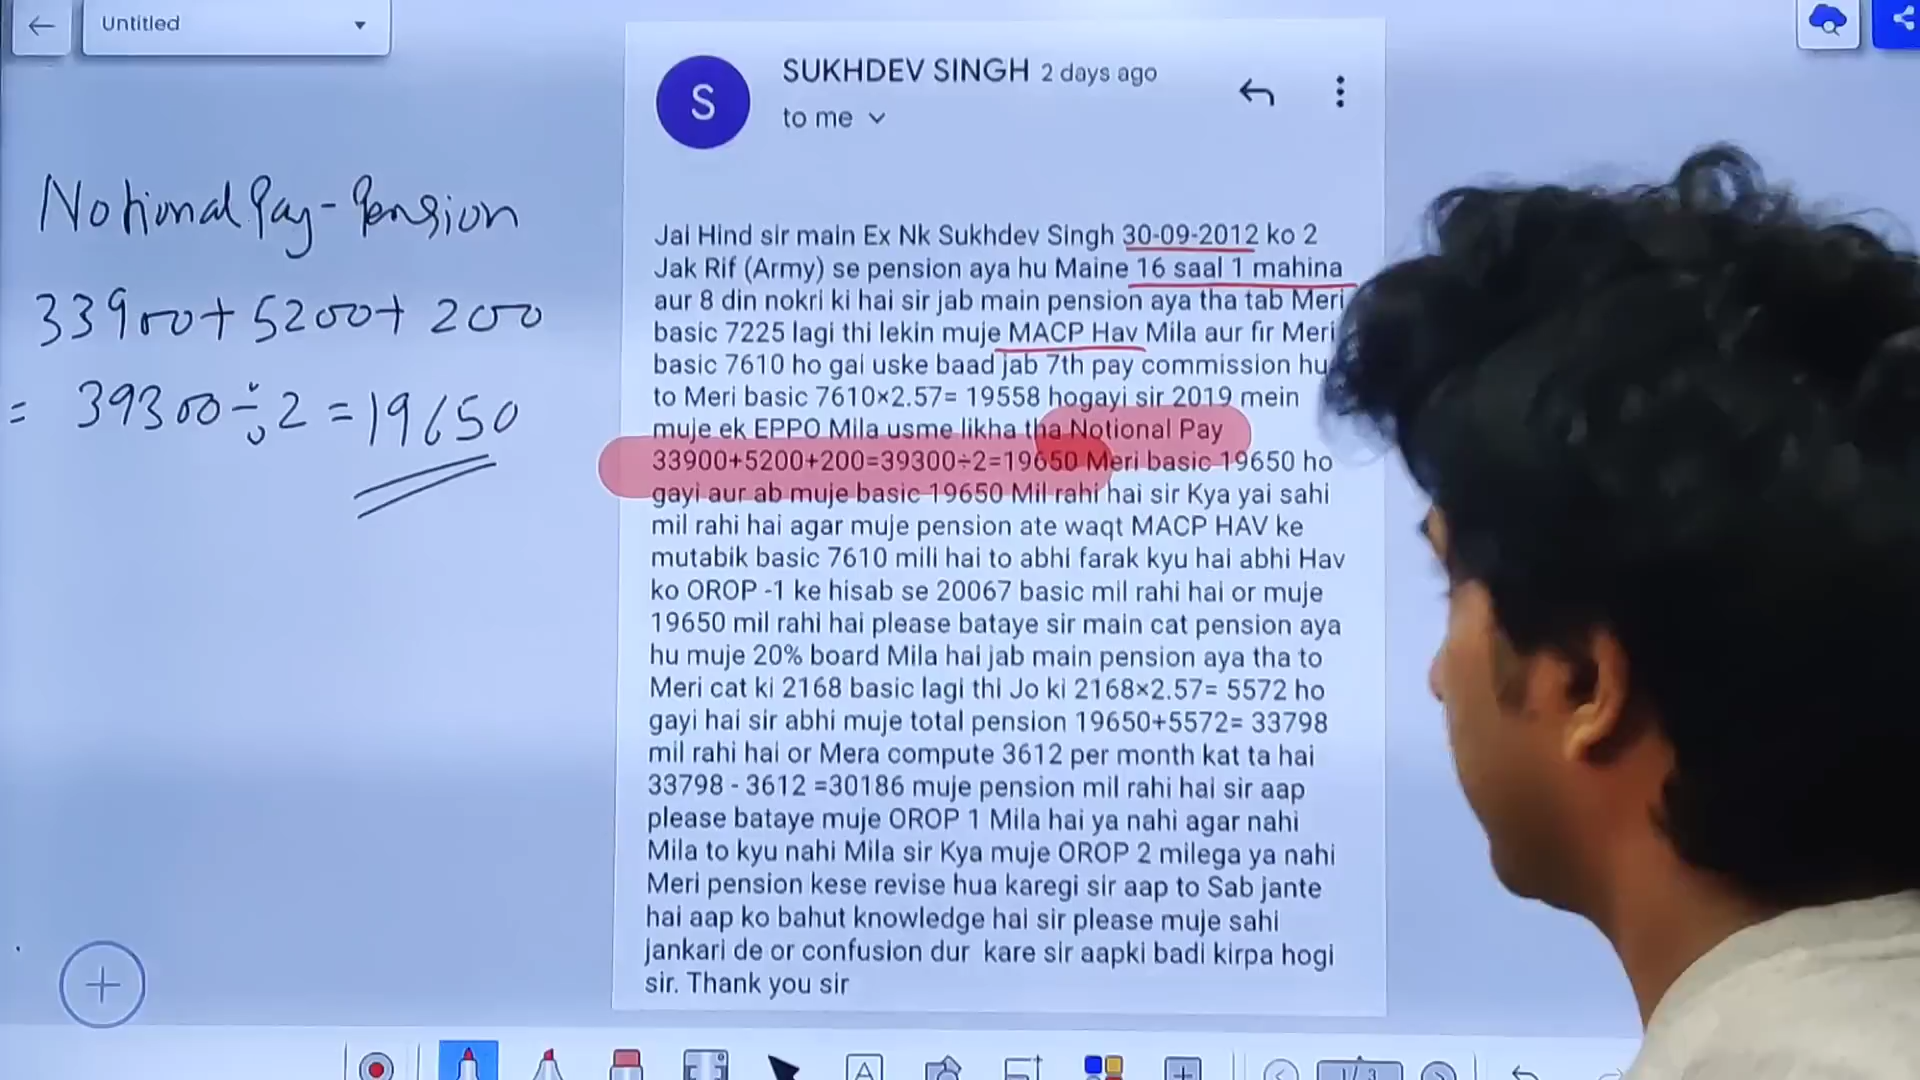 Untitled
Notional Pay-Pension
33900+5200+200
= 39300÷2 = 19650
S
SUKHDEV SINGH 2 days ago
to me
Jai Hind sir main Ex Nk Sukhdev Singh 30-09-2012 ko 2
Jak Rif (Army) se pension aya hu Maine 16 saal 1 mahina
aur 8 din nokri ki hai sir jab main pension aya tha tab Meri
basic 7225 lagi thi lekin muje MACP Hav Mila aur fir Meri
basic 7610 ho gai uske baad jab 7th pay commission hu
to Meri basic 7610×2.57= 19558 hogayi sir 2019 mein
muje ek EPPO Mila usme likha tha Notional Pay
33900+5200+200=39300÷2=19650 Meri basic 19650 ho
gayi aur ab muje basic 19650 Mil rahi hai sir Kya yai sahi
mil rahi hai agar muje pension ate waqt MACP HAV ke
mutabik basic 7610 mili hai to abhi farak kyu hai abhi Hav
ko OROP -1 ke hisab se 20067 basic mil rahi hai or muje
19650 mil rahi hai please bataye sir main cat pension aya
hu muje 20% board Mila hai jab main pension aya tha to
Meri cat ki 2168 basic lagi thi Jo ki 2168×2.57= 5572 ho
gayi hai sir abhi muje total pension 19650+5572= 33798
mil rahi hai or Mera compute 3612 per month kat ta hai
33798 - 3612 =30186 muje pension mil rahi hai sir aap
please bataye muje OROP 1 Mila hai ya nahi agar nahi
Mila to kyu nahi Mila sir Kya muje OROP 2 milega ya nahi
Meri pension kese revise hua karegi sir aap to Sab jante
hai aap ko bahut knowledge hai sir please muje sahi
jankari de or confusion dur kare sir aapki badi kirpa hogi
sir. Thank you sir
A
1/3